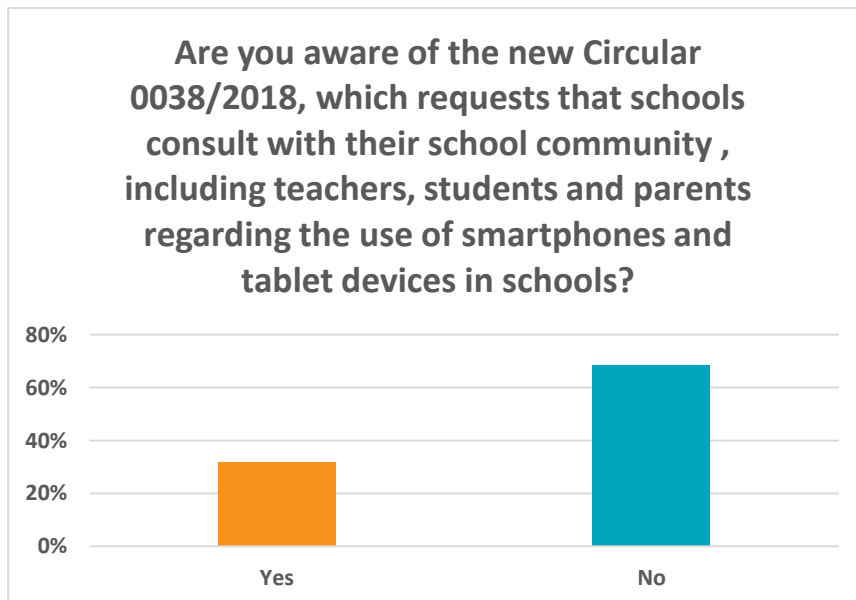 Are you aware of the new Circular
0038/2018, which requests that schools
consult with their school community ,
including teachers, students and parents
regarding the use of smartphones and
tablet devices in schools?
80%
60%
40%
20%
0%
Yes
No